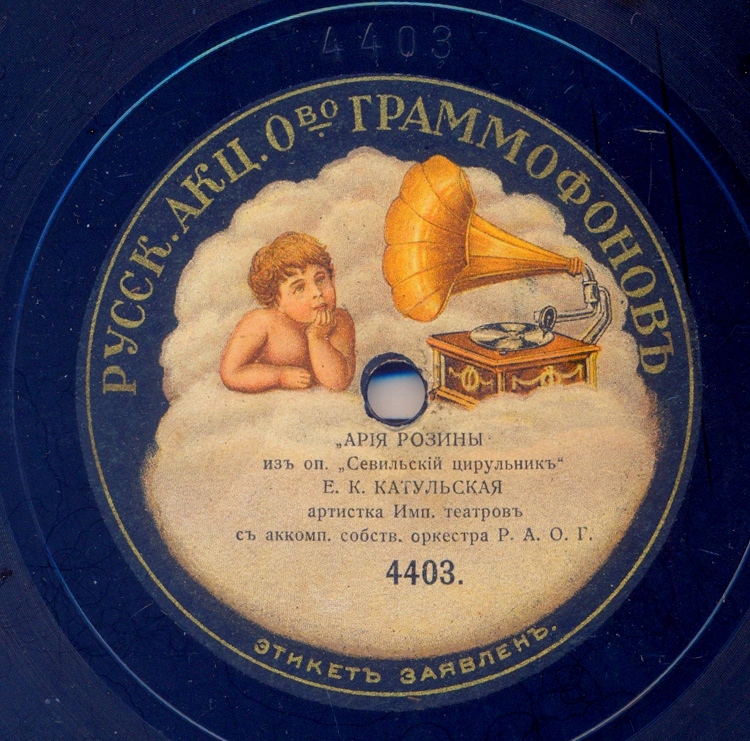 4403
РУССК. АКЦ. Овo ГРАММОФОНОВЪ
„АРІЯ РОЗИНЫ
изъ оп. „Севильскій цирульникъ“
Е. К. КАТУЛЬСКАЯ
артистка Имп. театровъ
съ аккомп. собств. оркестра Р. А. О. Г.
4403.
ЭТИКЕТЪ ЗАЯВЛЕНЪ.